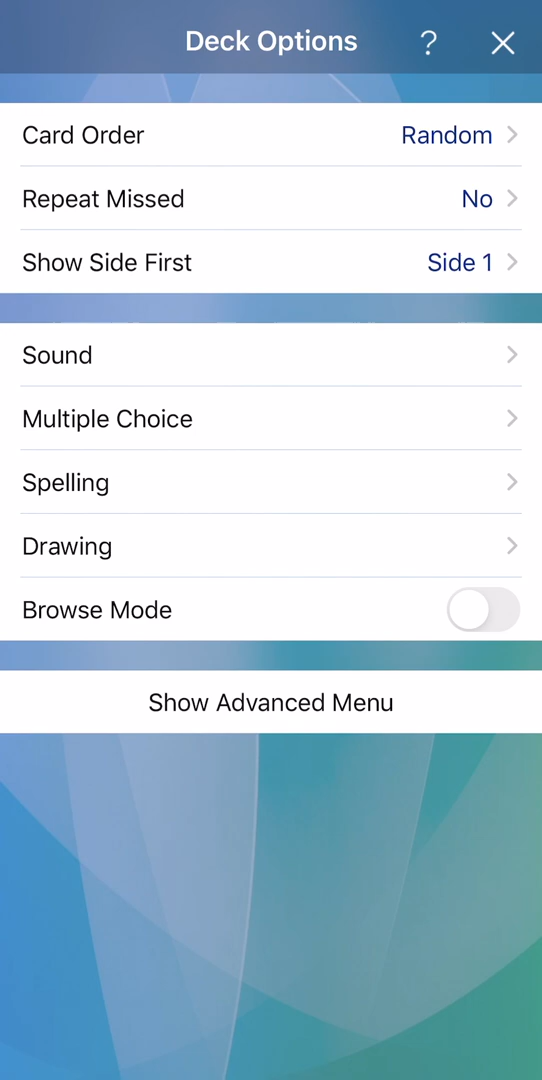 Deck Options ?
Card Order Random
Repeat Missed No
Show Side First Side 1
Sound
Multiple Choice
Spelling
Drawing
Browse Mode
Show Advanced Menu